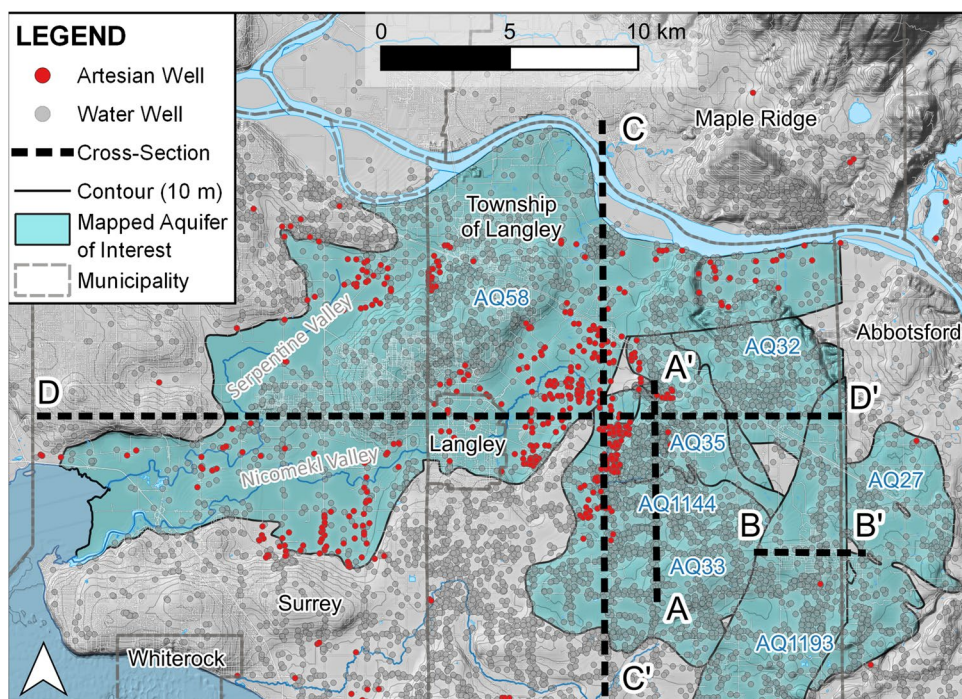 LEGEND
Artesian Well
Water Well
Cross-Section
Contour (10 m)
Mapped Aquifer
of Interest
Municipality
0 5 10 km
C
Maple Ridge
Township
of Langley
AQ58
Serpentine Valley
Abbotsford
AQ32
A'
D
D'
Langley
AQ35
Nicomekl Valley
AQ27
AQ1144
B
B'
AQ33
Surrey
A
AQ1193
Whiterock
C'